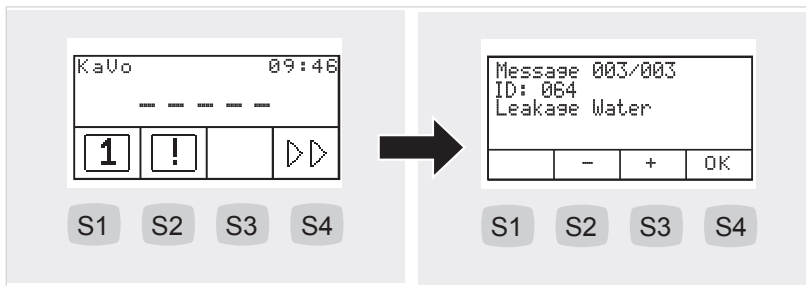 KaVo 09:46
- - - - -
1 !
S1 S2 S3 S4
Message 003/003
ID: 064
Leakage Water
- + OK
S1 S2 S3 S4